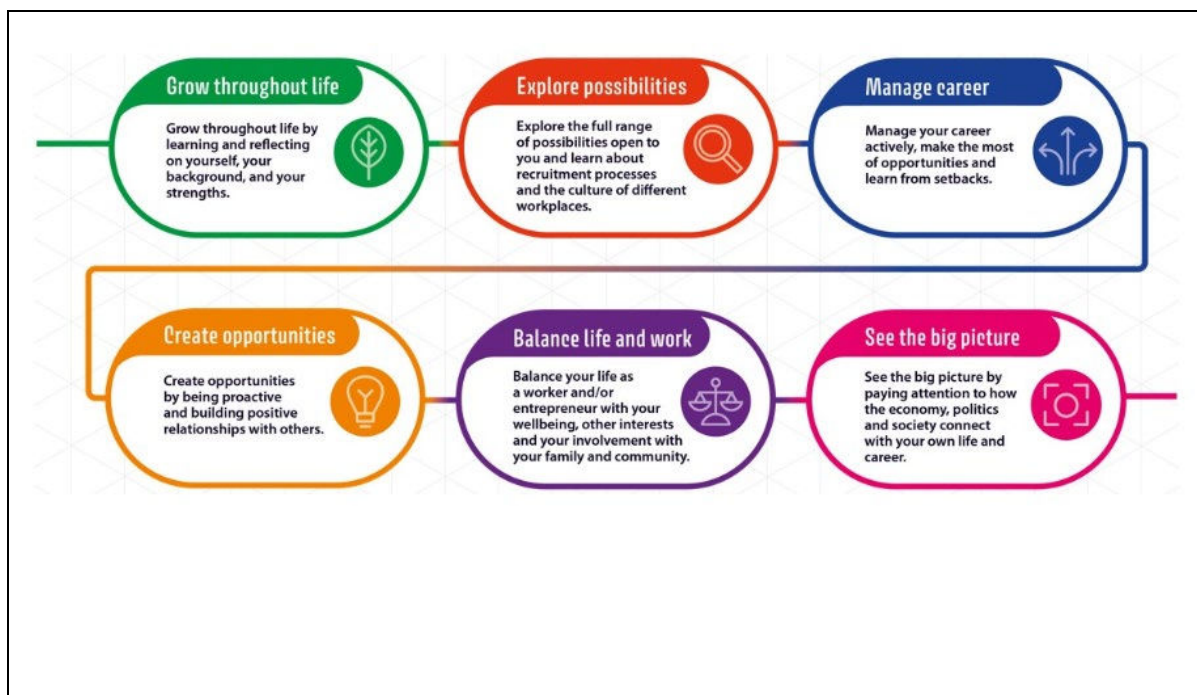 Grow throughout life
Grow throughout life by
learning and reflecting
on yourself, your
background, and your
strengths.
Explore possibilities
Explore the full range
of possibilities open to
you and learn about
recruitment processes
and the culture of different
workplaces.
Manage career
Manage your career
actively, make the most
of opportunities and
learn from setbacks.
Create opportunities
Create opportunities
by being proactive
and building positive
relationships with others.
Balance life and work
Balance your life as
a worker and/or
entrepreneur with your
wellbeing, other interests
and your involvement with
your family and community.
See the big picture
See the big picture by
paying attention to how
the economy, politics
and society connect
with your own life and
career.